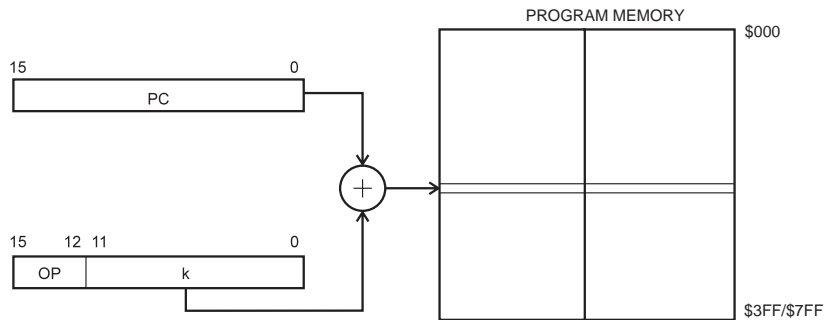 PROGRAM MEMORY
$000
15 0
PC
+
15 12 11 0
OP k
$3FF/$7FF